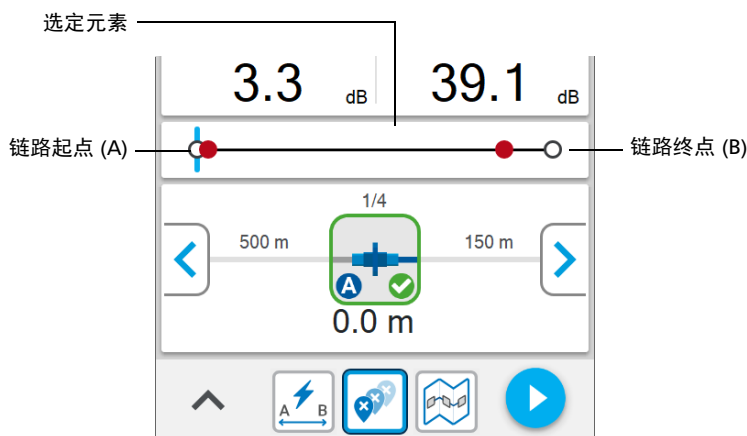 选定元素
3.3 dB 39.1 dB
链路起点 (A)
链路终点 (B)
1/4
500 m
150 m
A
0.0 m
A B